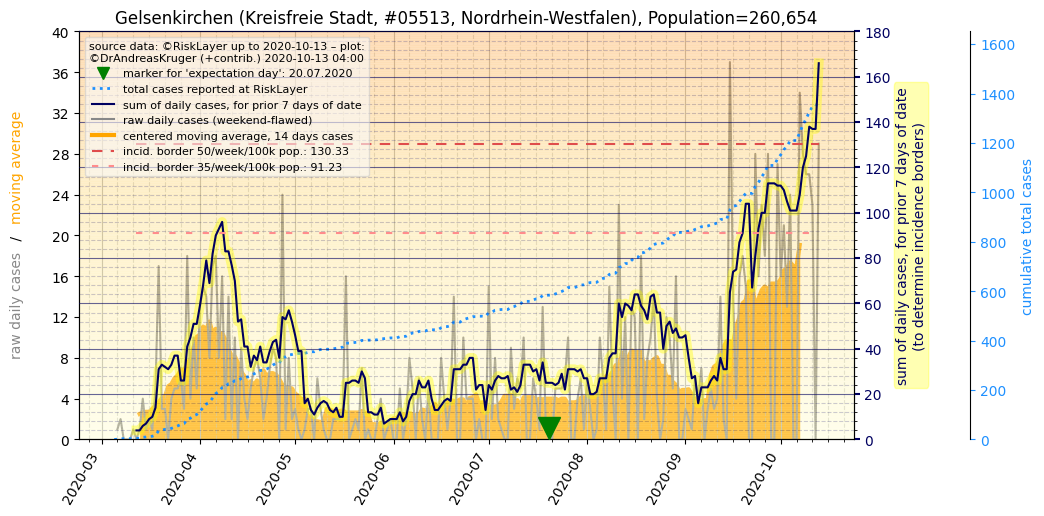 Gelsenkirchen (Kreisfreie Stadt, #05513, Nordrhein-Westfalen), Population=260,654
source data: ©RiskLayer up to 2020-10-13 – plot:
©DrAndreasKruger (+contrib.) 2020-10-13 04:00
marker for 'expectation day': 20.07.2020
total cases reported at RiskLayer
sum of daily cases, for prior 7 days of date
raw daily cases (weekend-flawed)
centered moving average, 14 days cases
incid. border 50/week/100k pop.: 130.33
incid. border 35/week/100k pop.: 91.23
raw daily cases / moving average
40
36
32
28
24
20
16
12
8
4
0
2020-03
2020-04
2020-05
2020-06
2020-07
2020-08
2020-09
2020-10
180
160
140
120
100
80
60
40
20
0
sum of daily cases, for prior 7 days of date
(to determine incidence borders)
1600
1400
1200
1000
800
600
400
200
0
cumulative total cases